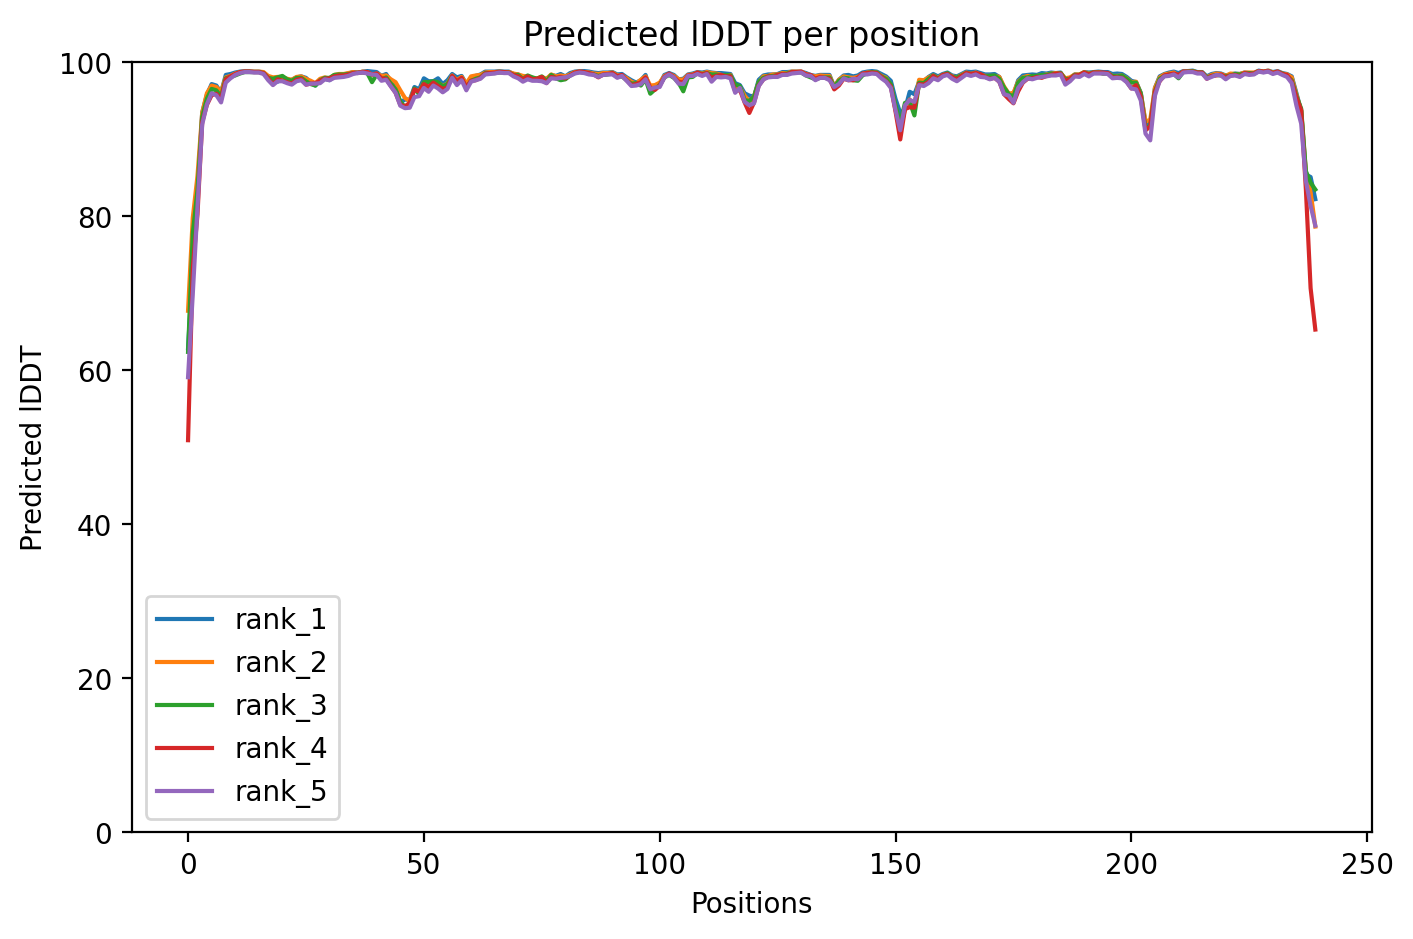 Predicted lDDT per position
100
80
60
40
20
0
Predicted lDDT
rank_1
rank_2
rank_3
rank_4
rank_5
0 50 100 150 200 250
Positions